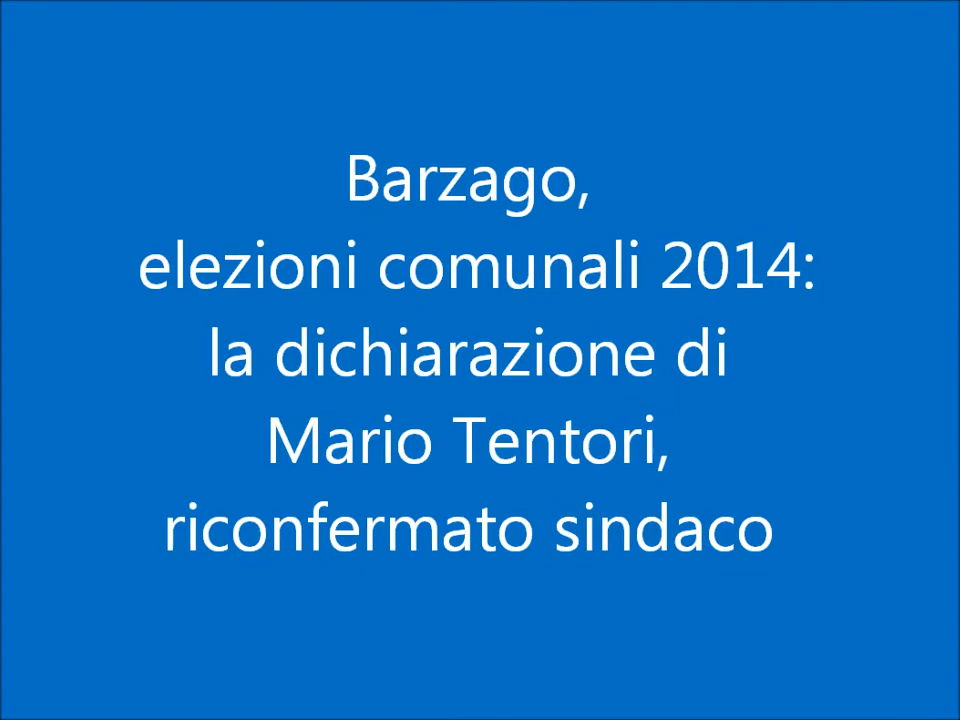 Barzago,
elezioni comunali 2014:
la dichiarazione di
Mario Tentori,
riconfermato sindaco